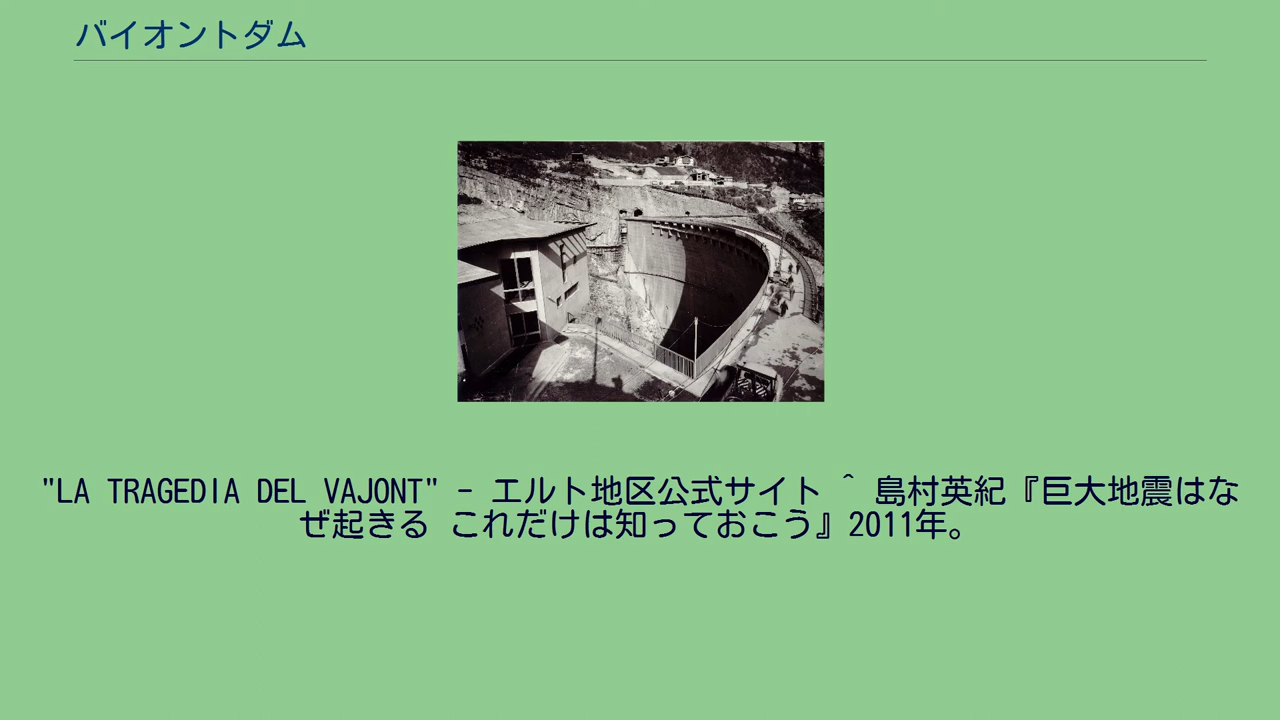 バイオントダム
"LA TRAGEDIA DEL VAJONT" - エルト地区公式サイト ^ 島村英紀『巨大地震はな
ぜ起きる これだけは知っておこう』2011年。